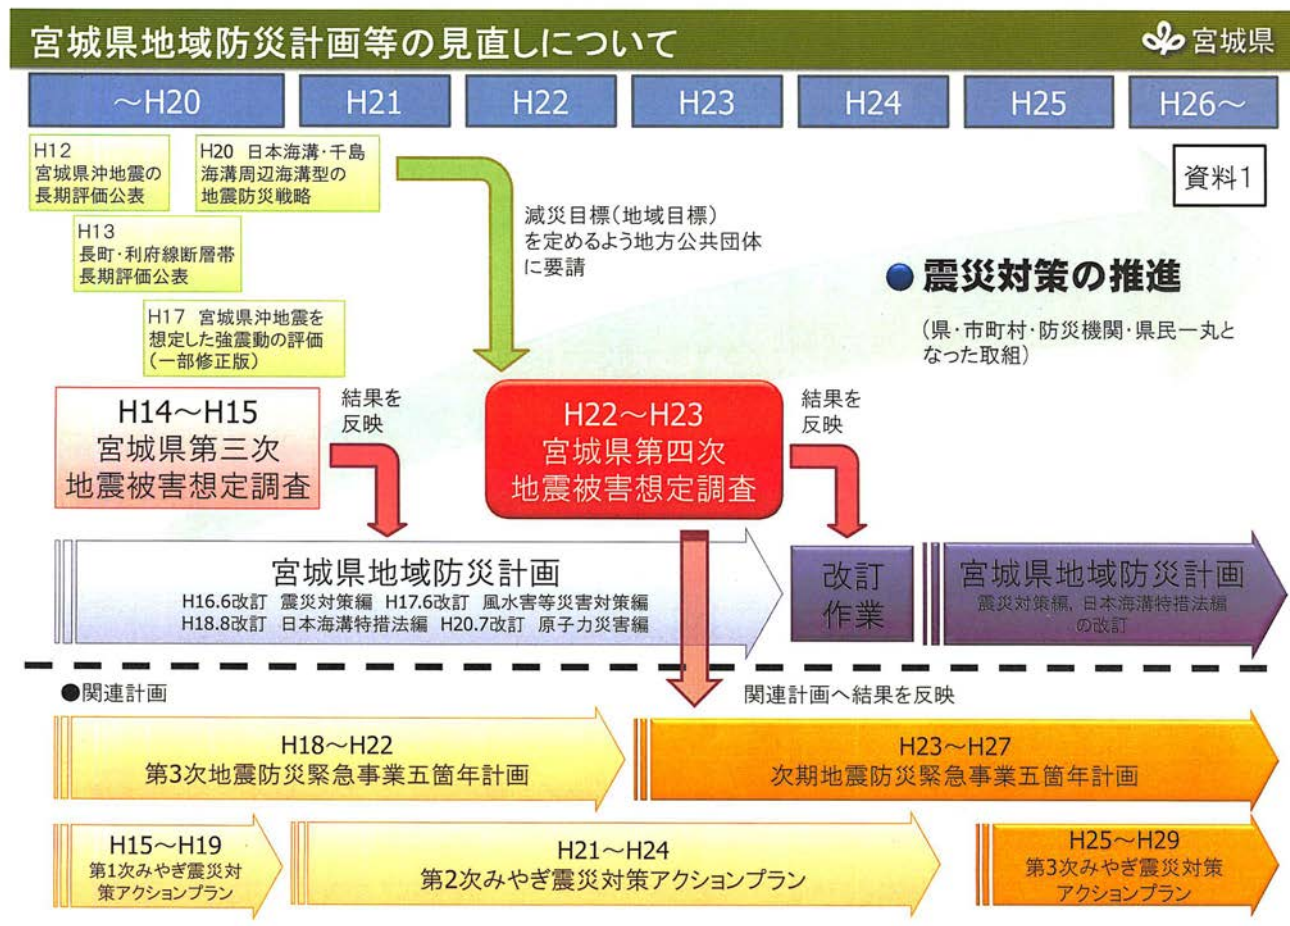 宮城県地域防災計画等の見直しについて
宮城県
～H20
H21
H22
H23
H24
H25
H26～
資料1
H12
宮城県沖地震の
長期評価公表
H20 日本海溝・千島
海溝周辺海溝型の
地震防災戦略
H13
長町・利府線断層帯
長期評価公表
H17 宮城県沖地震を
想定した強震動の評価
(一部修正版)
減災目標(地域目標)
を定めるよう地方公共団体
に要請
●震災対策の推進
(県・市町村・防災機関・県民一丸と
なった取組)
H14～H15
宮城県第三次
地震被害想定調査
結果を
反映
H22～H23
宮城県第四次
地震被害想定調査
結果を
反映
宮城県地域防災計画
H16.6改訂 震災対策編 H17.6改訂 風水害等災害対策編
H18.8改訂 日本海溝特措法編 H20.7改訂 原子力災害編
改訂
作業
宮城県地域防災計画
震災対策編,日本海溝特措法編
の改訂
●関連計画
関連計画へ結果を反映
H18～H22
第3次地震防災緊急事業五箇年計画
H23～H27
次期地震防災緊急事業五箇年計画
H15～H19
第1次みやぎ震災対
策アクションプラン
H21～H24
第2次みやぎ震災対策アクションプラン
H25～H29
第3次みやぎ震災対策
アクションプラン